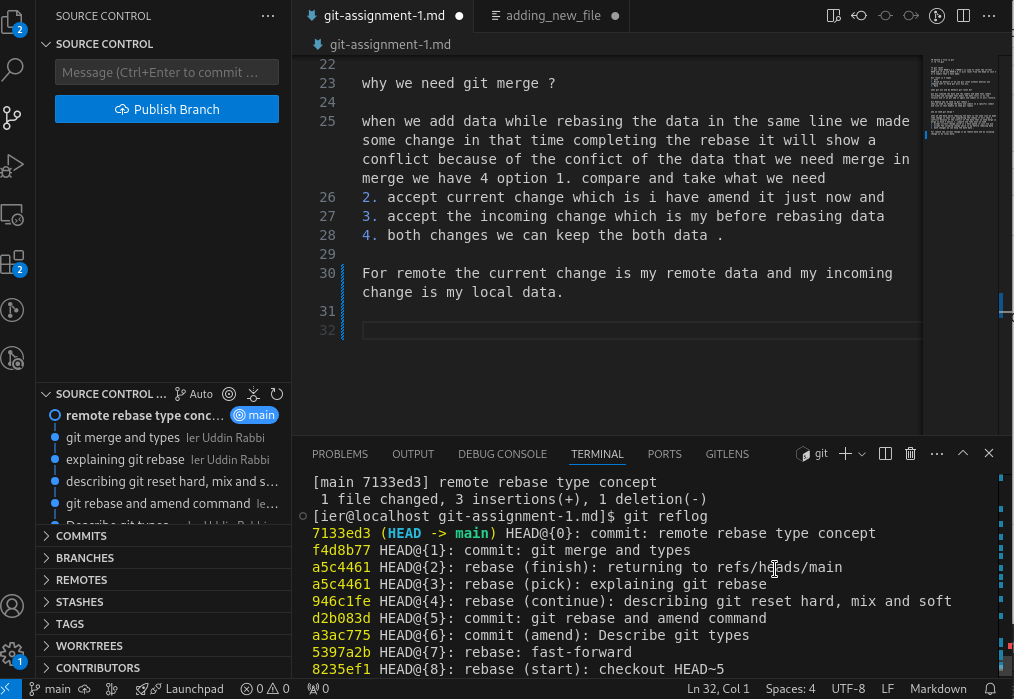 SOURCE CONTROL
git-assignment-1.md
adding_new_file
SOURCE CONTROL
git-assignment-1.md
Message (Ctrl+Enter to commit ...
Publish Branch
22
23 why we need git merge ?
24
25 when we add data while rebasing the data in the same line we made
some change in that time completing the rebase it will show a
conflict because of the confict of the data that we need merge in
merge we have 4 option 1. compare and take what we need
26 2. accept current change which is i have amend it just now and
27 3. accept the incoming change which is my before rebasing data
28 4. both changes we can keep the both data .
29
30 For remote the current change is my remote data and my incoming
change is my local data.
31
32
2
2
1
SOURCE CONTROL ...
Auto
remote rebase type conc... main
git merge and types Ier Uddin Rabbi
explaining git rebase Ier Uddin Rabbi
describing git reset hard, mix and s...
git rebase and amend command Ie...
COMMITS
BRANCHES
REMOTES
STASHES
TAGS
WORKTREES
CONTRIBUTORS
PROBLEMS OUTPUT DEBUG CONSOLE TERMINAL PORTS GITLENS
git
[main 7133ed3] remote rebase type concept
1 file changed, 3 insertions(+), 1 deletion(-)
[ier@localhost git-assignment-1.md]$ git reflog
7133ed3 (HEAD -> main) HEAD@{0}: commit: remote rebase type concept
f4d8b77 HEAD@{1}: commit: git merge and types
a5c4461 HEAD@{2}: rebase (finish): returning to refs/heads/main
a5c4461 HEAD@{3}: rebase (pick): explaining git rebase
946c1fe HEAD@{4}: rebase (continue): describing git reset hard, mix and soft
d2b083d HEAD@{5}: commit: git rebase and amend command
a3ac775 HEAD@{6}: commit (amend): Describe git types
5397a2b HEAD@{7}: rebase: fast-forward
8235ef1 HEAD@{8}: rebase (start): checkout HEAD~5
main
Launchpad
0 0
0
Ln 32, Col 1
Spaces: 4
UTF-8
LF
Markdown